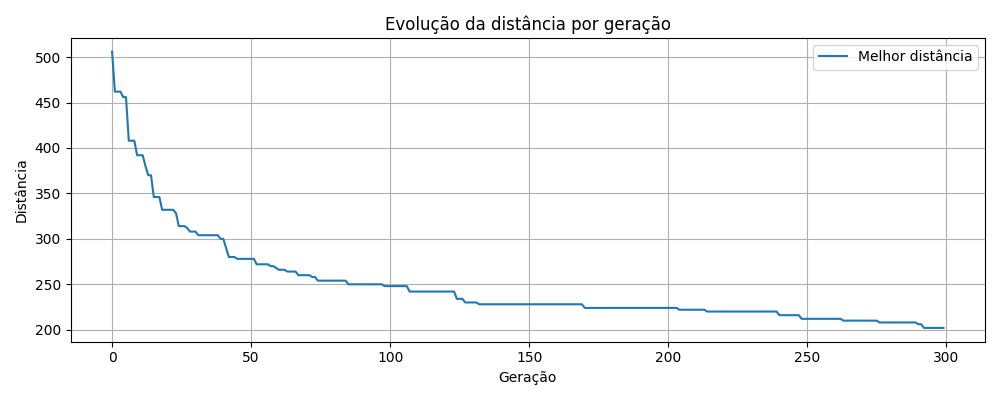 Evolução da distância por geração
Melhor distância
Distância
500
450
400
350
300
250
200
0 50 100 150 200 250 300
Geração